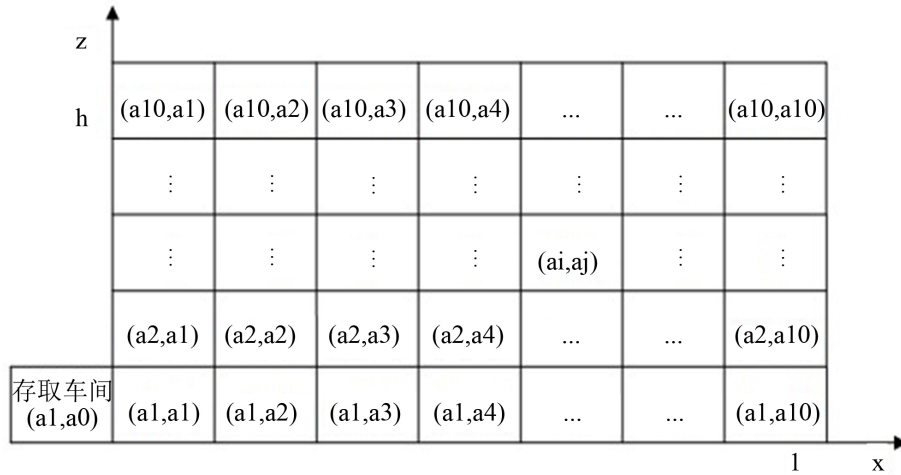 z
h
(a10,a1) (a10,a2) (a10,a3) (a10,a4) ... ... (a10,a10)
⋮ ⋮ ⋮ ⋮ ⋮ ⋮ ⋮
⋮ ⋮ ⋮ ⋮ (ai,aj) ⋮ ⋮
(a2,a1) (a2,a2) (a2,a3) (a2,a4) ... ... (a2,a10)
存取车间
(a1,a0) (a1,a1) (a1,a2) (a1,a3) (a1,a4) ... ... (a1,a10)
l x